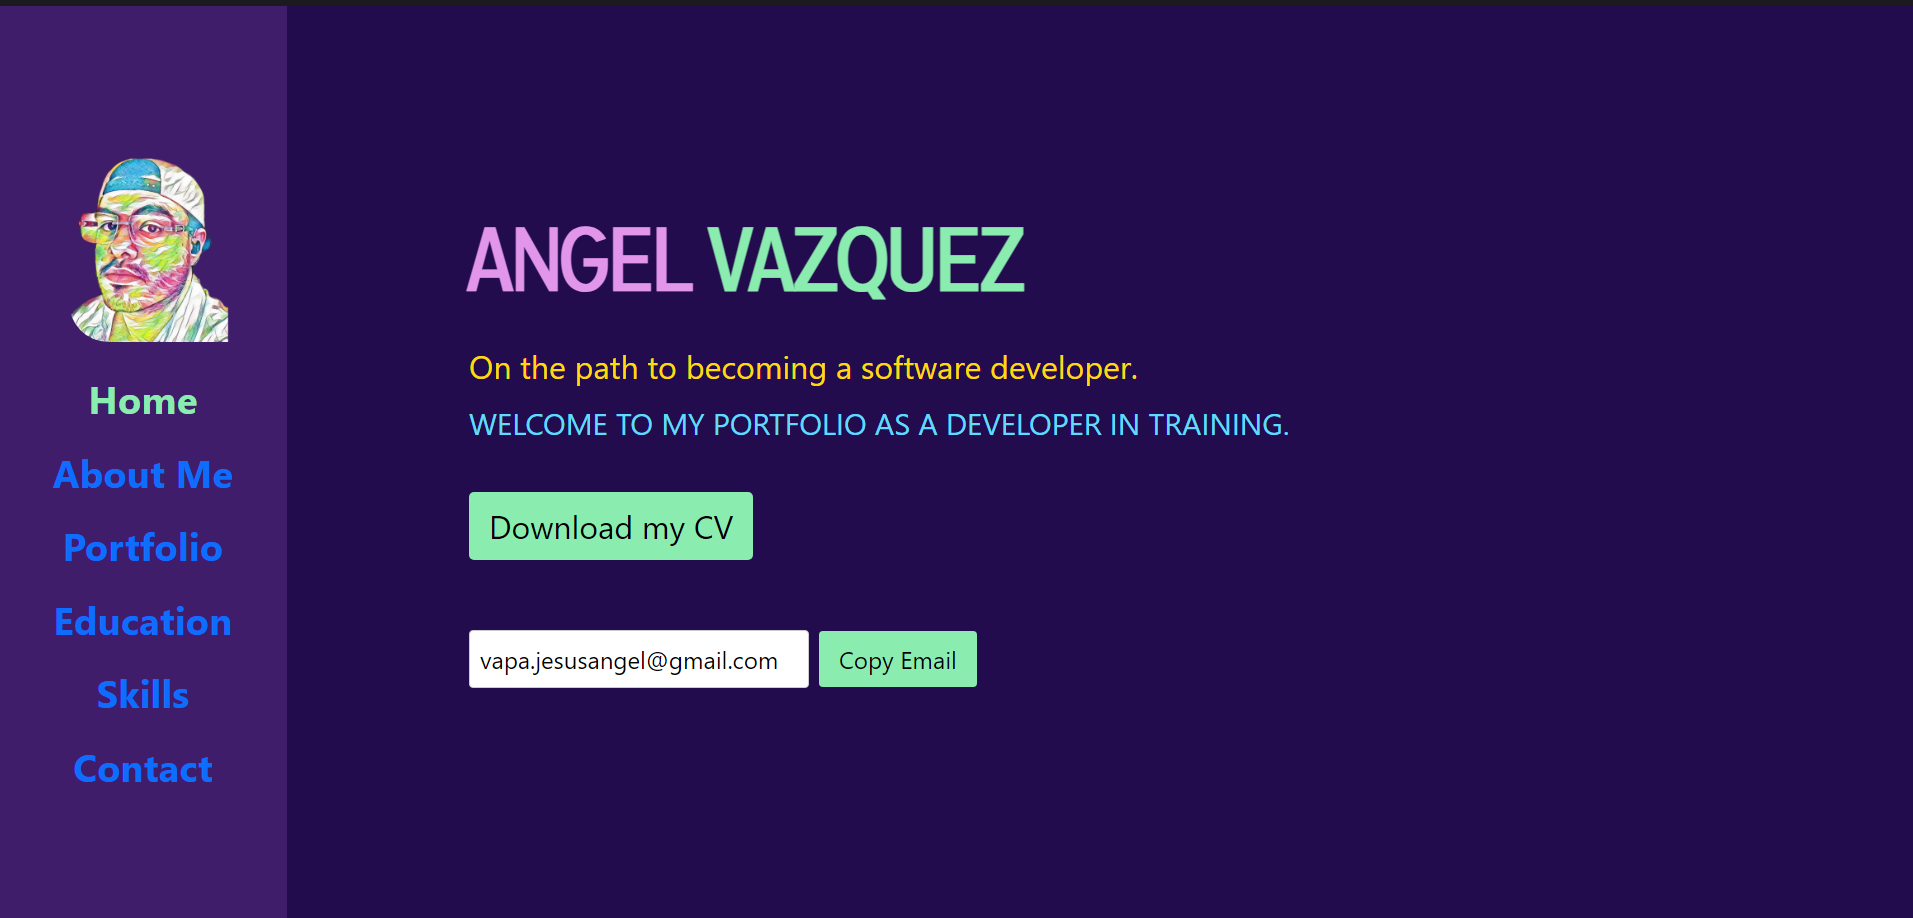 Home
About Me
Portfolio
Education
Skills
Contact
ANGEL VAZQUEZ
On the path to becoming a software developer.
WELCOME TO MY PORTFOLIO AS A DEVELOPER IN TRAINING.
Download my CV
vapa.jesusangel@gmail.com
Copy Email